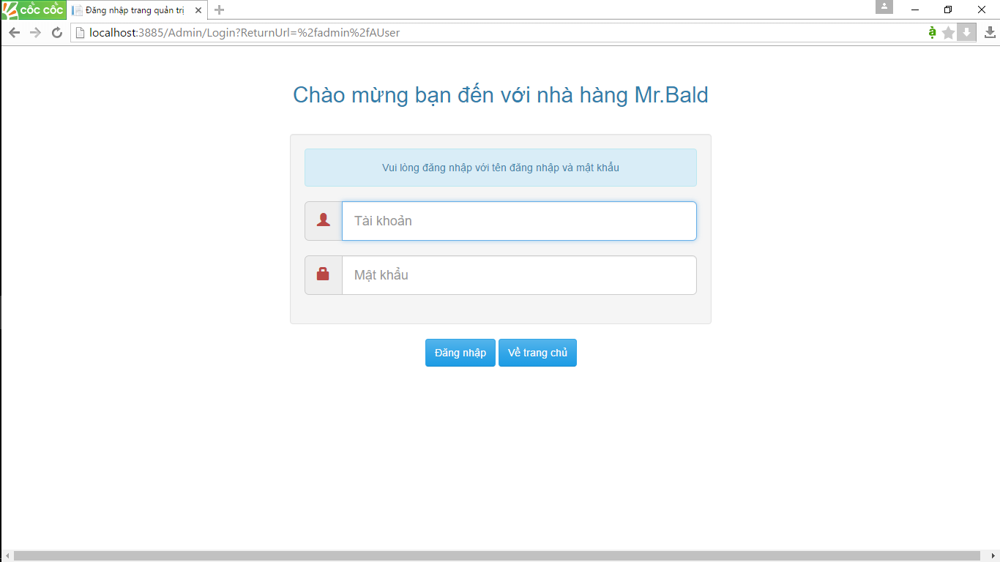 cốc cốc
Đăng nhập trang quản trị
localhost:3885/Admin/Login?ReturnUrl=%2fadmin%2fAUser
Chào mừng bạn đến với nhà hàng Mr.Bald
Vui lòng đăng nhập với tên đăng nhập và mật khẩu
Tài khoản
Mật khẩu
Đăng nhập Về trang chủ